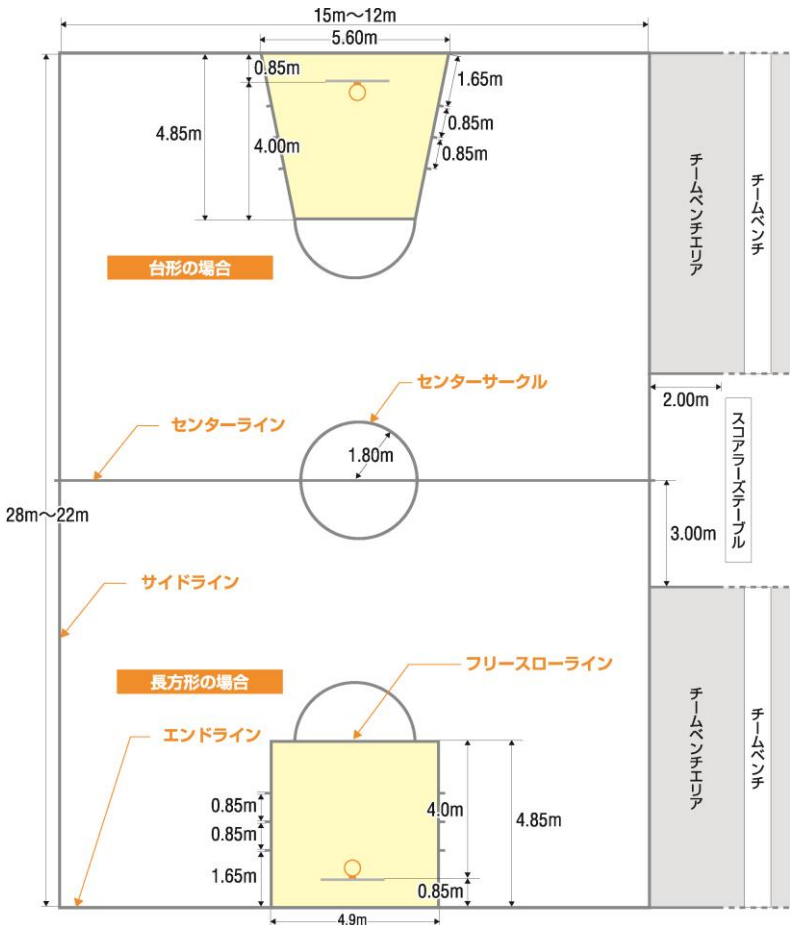 15m～12m
5.60m
0.85m
1.65m
4.85m
4.00m
0.85m
0.85m
チームベンチエリア
チームベンチ
台形の場合
センターサークル
2.00m
センターライン
1.80m
スコアラーズテーブル
28m～22m
3.00m
サイドライン
フリースローライン
長方形の場合
エンドライン
チームベンチエリア
チームベンチ
0.85m
4.0m
4.85m
0.85m
1.65m
0.85m
4.9m